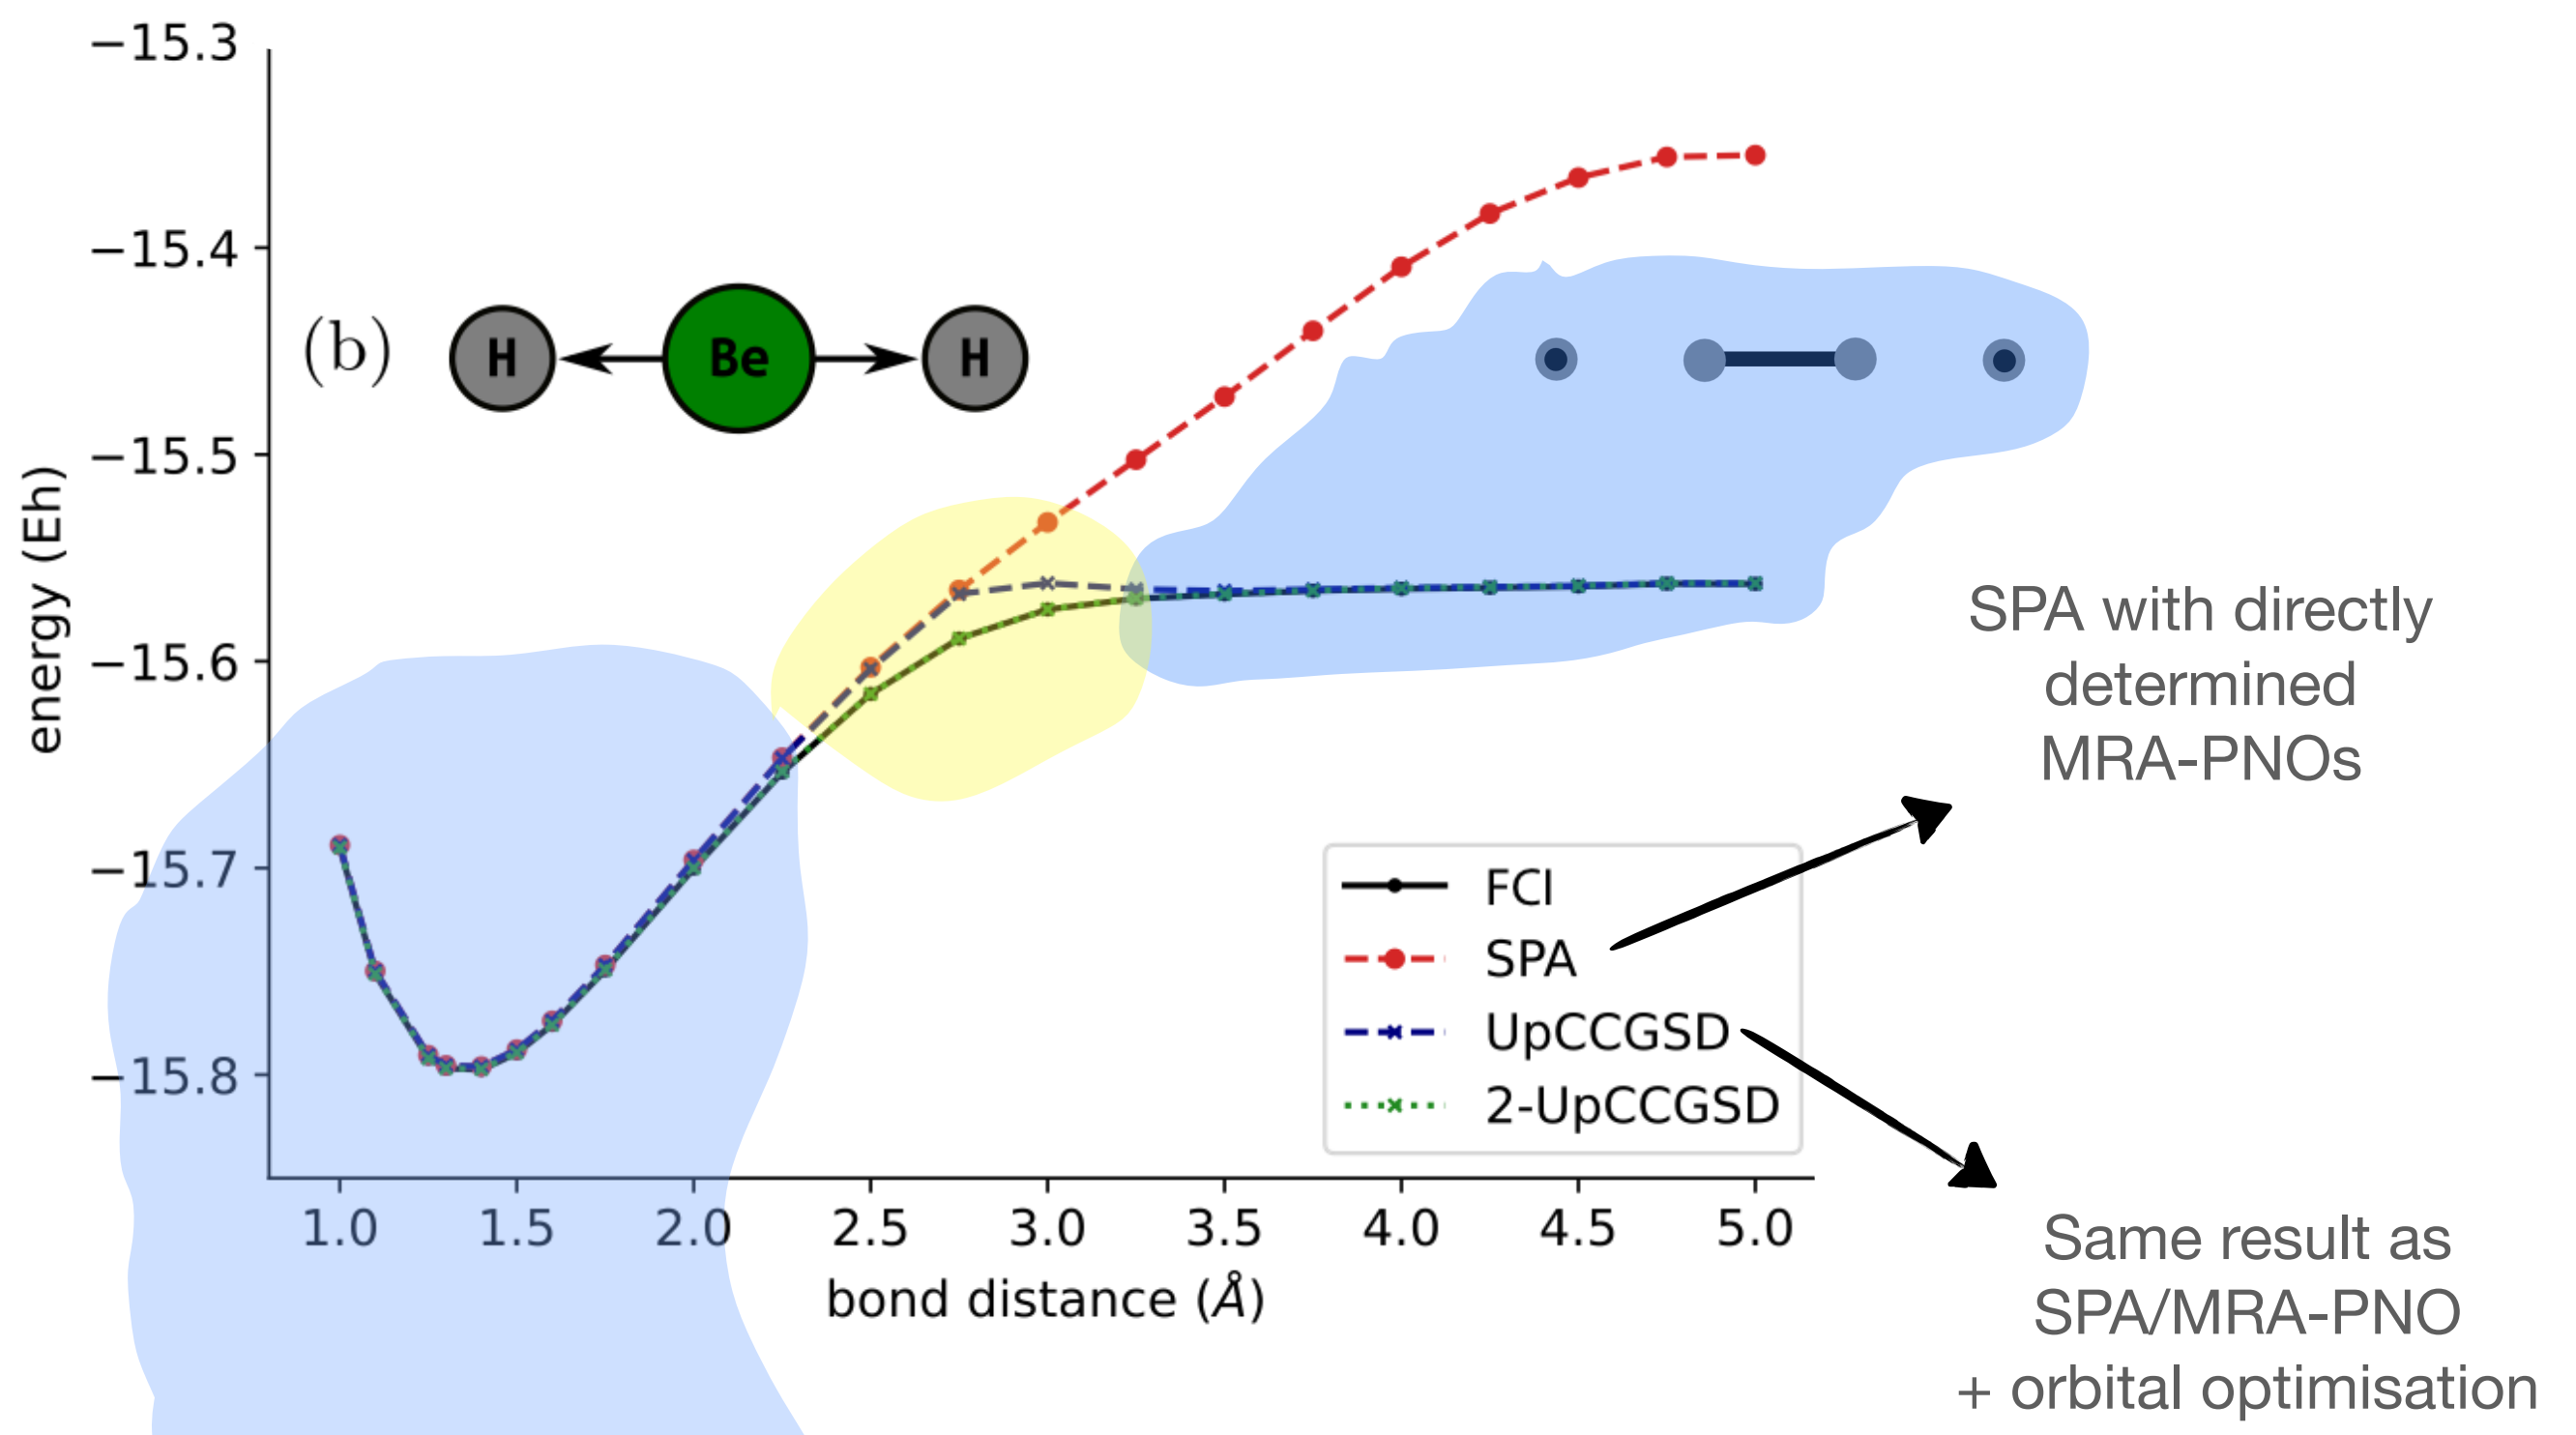 −15.3
−15.4
−15.5
−15.6
−15.7
−15.8
energy (Eh)
(b)
H
Be
H
SPA with directly
determined
MRA-PNOs
FCI
SPA
UpCCGSD
2-UpCCGSD
1.0 1.5 2.0 2.5 3.0 3.5 4.0 4.5 5.0
bond distance (Å)
Same result as
SPA/MRA-PNO
+ orbital optimisation